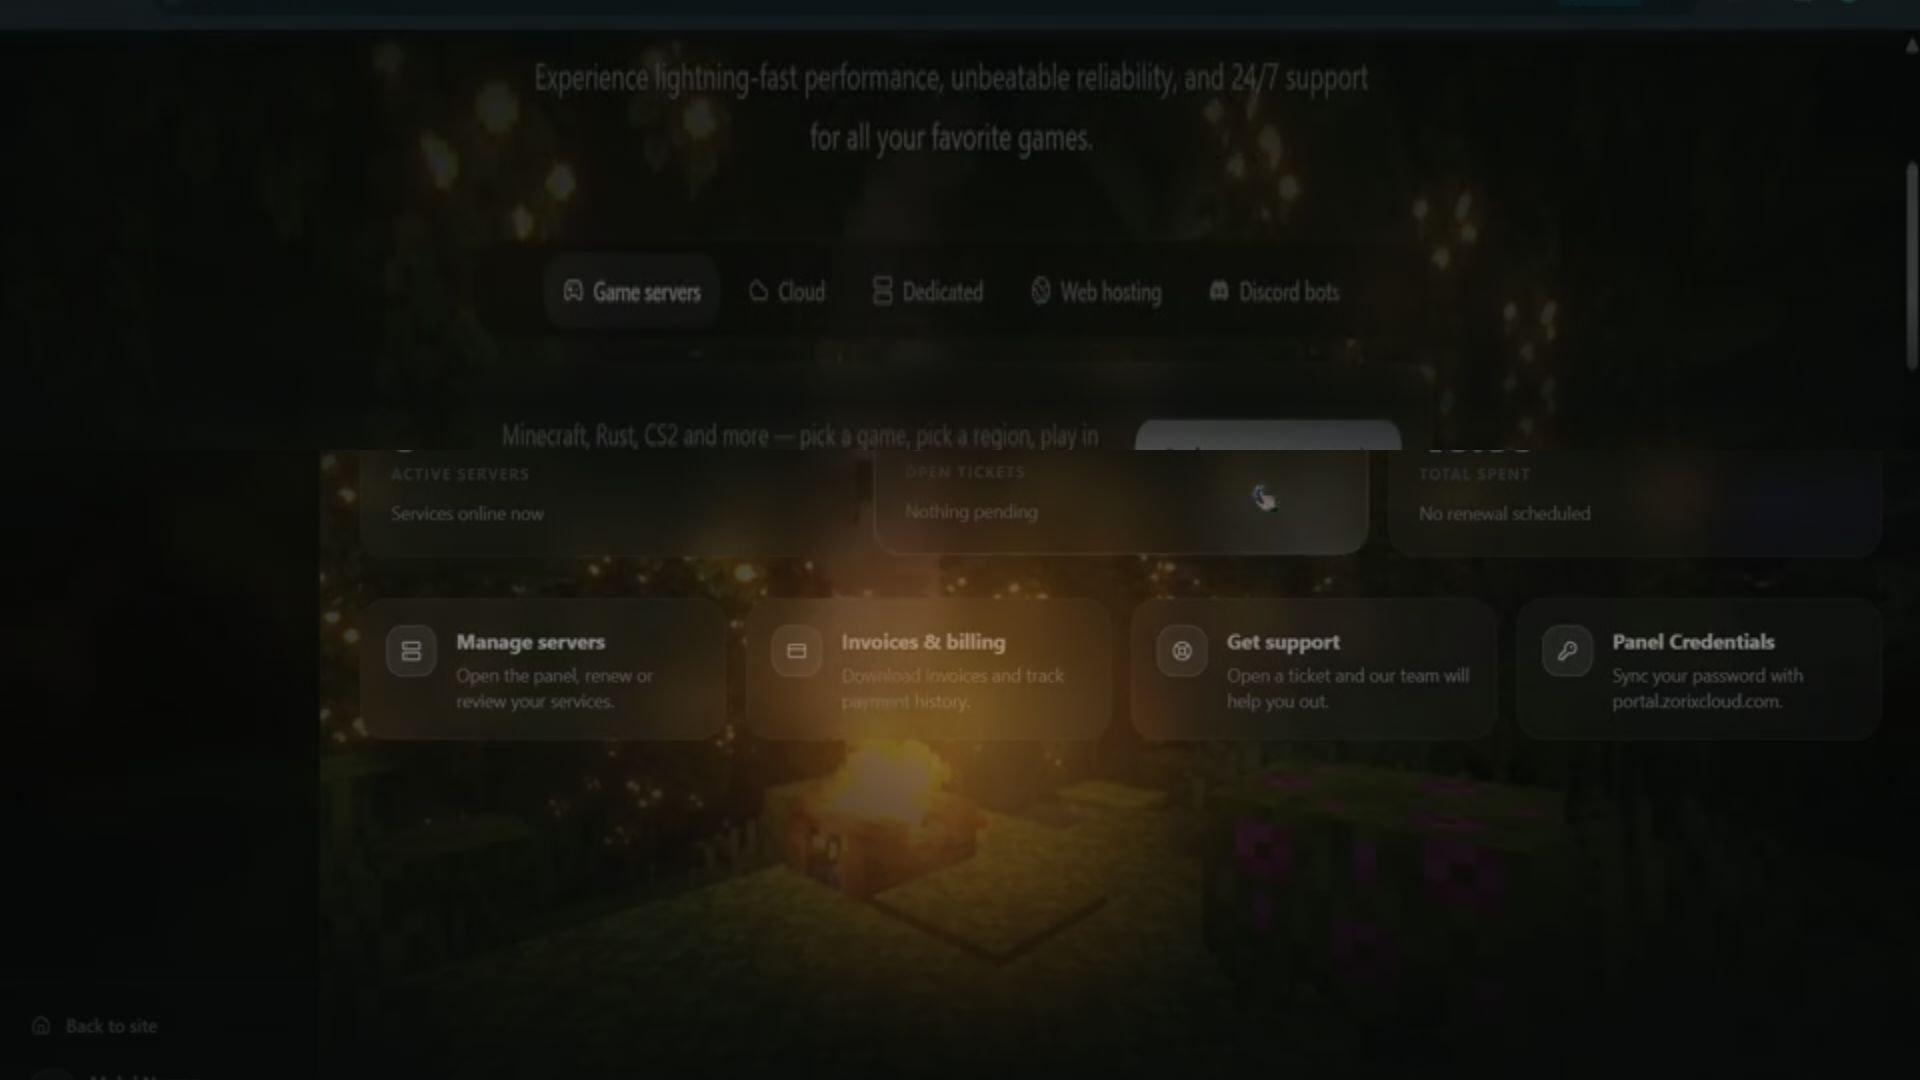 Experience lightning-fast performance, unbeatable reliability, and 24/7 support
for all your favorite games.
Game servers
Cloud
Dedicated
Web hosting
Discord bots
Minecraft, Rust, CS2 and more — pick a game, pick a region, play in
ACTIVE SERVERS
Services online now
OPEN TICKETS
Nothing pending
TOTAL SPENT
No renewal scheduled
Manage servers
Open the panel, renew or
review your services.
Invoices & billing
Download invoices and track
payment history.
Get support
Open a ticket and our team will
help you out.
Panel Credentials
Sync your password with
portal.zorixcloud.com.
Back to site